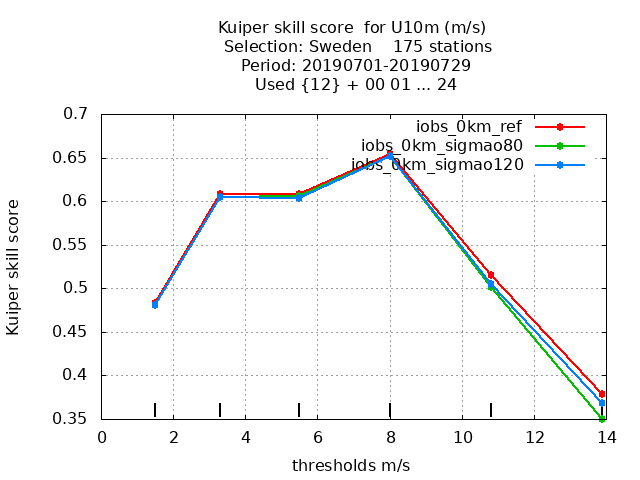 Kuiper skill score  for U10m (m/s)
Selection: Sweden    175 stations
Period: 20190701-20190729
Used {12} + 00 01 ... 24
iobs_0km_ref
iobs_0km_sigmao80
iobs_0km_sigmao120
Kuiper skill score
0.7
0.65
0.6
0.55
0.5
0.45
0.4
0.35
0 2 4 6 8 10 12 14
thresholds m/s